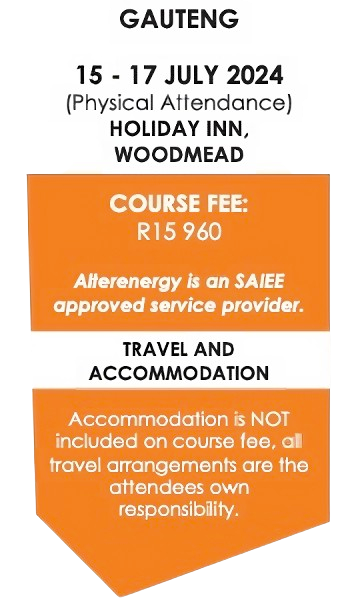 GAUTENG
15 - 17 JULY 2024
(Physical Attendance)
HOLIDAY INN,
WOODMEAD
COURSE FEE:
R15 960
Alterenergy is an SAIEE
approved service provider.
TRAVEL AND
ACCOMMODATION
Accommodation is NOT
included on course fee, all
travel arrangements are the
attendees own
responsibility.